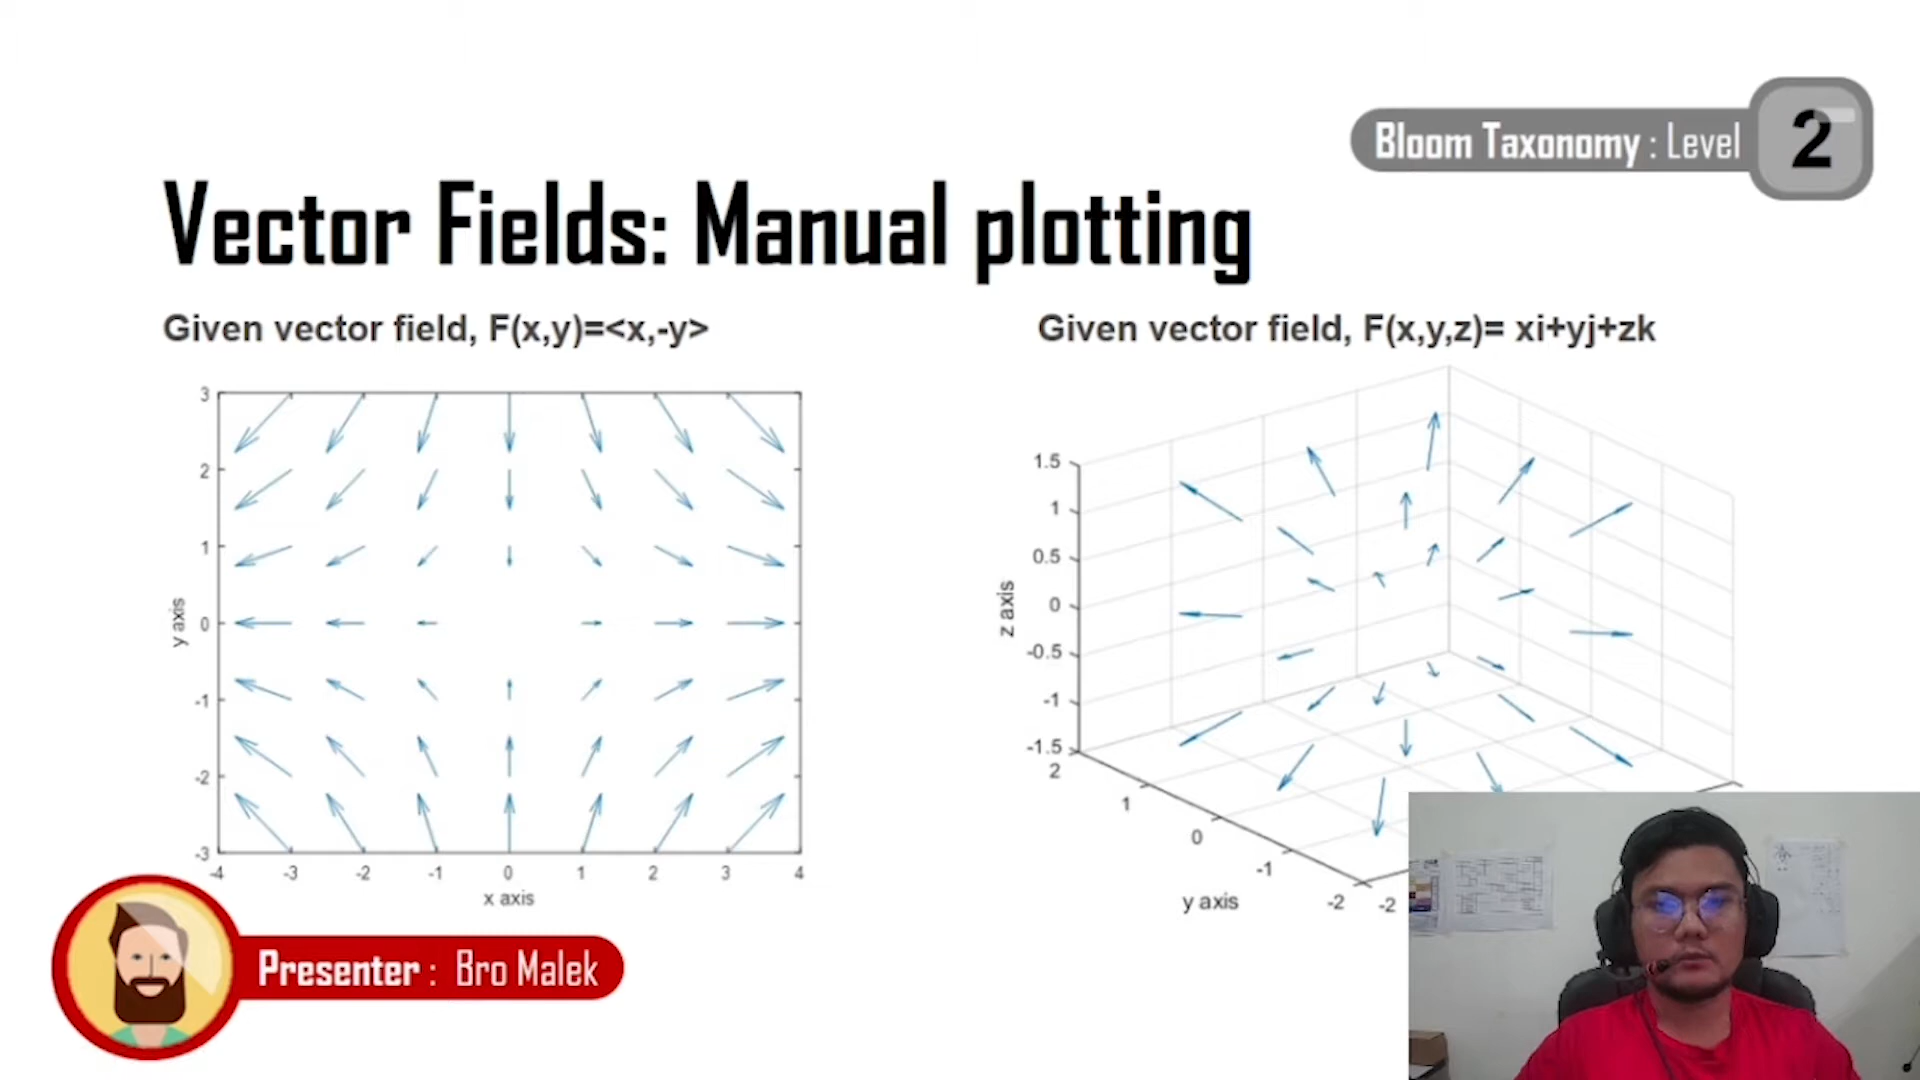 Bloom Taxonomy : Level 2
Vector Fields: Manual plotting
Given vector field, F(x,y)=<x,-y>
Given vector field, F(x,y,z)= xi+yj+zk
3
2
1
0
-1
-2
-3
y axis
-4 -3 -2 -1 0 1 2 3 4
x axis
1.5
1
0.5
0
-0.5
-1
-1.5
z axis
2
1
0
-1
-2
y axis
-2
Presenter : Bro Malek